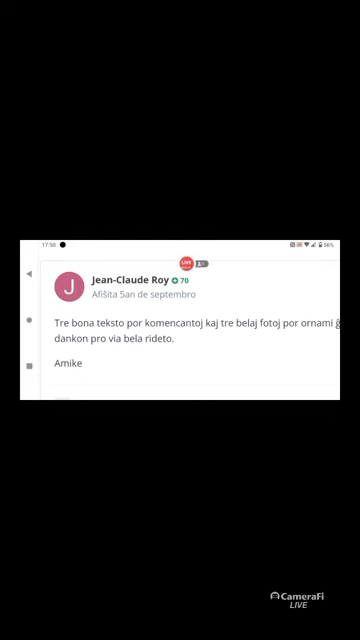 17:50
56%
LIVE
Jean-Claude Roy 70
Afiŝita 5an de septembro
Tre bona teksto por komencantoj kaj tre belaj fotoj por ornami ĝ
dankon pro via bela rideto.
Amike
J
CameraFi
LIVE